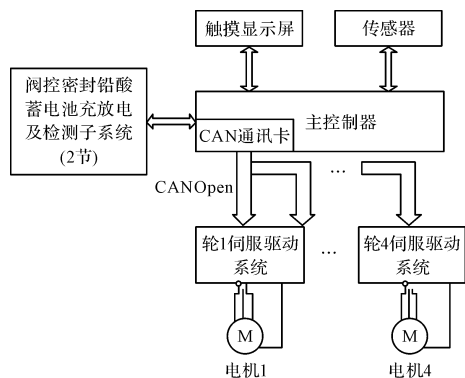 触摸显示屏
传感器
阀控密封铅酸
蓄电池充放电
及检测子系统
(2节)
主控制器
CAN通讯卡
CANOpen
...
轮1伺服驱动
系统
...
轮4伺服驱动
系统
M
M
电机1
电机4